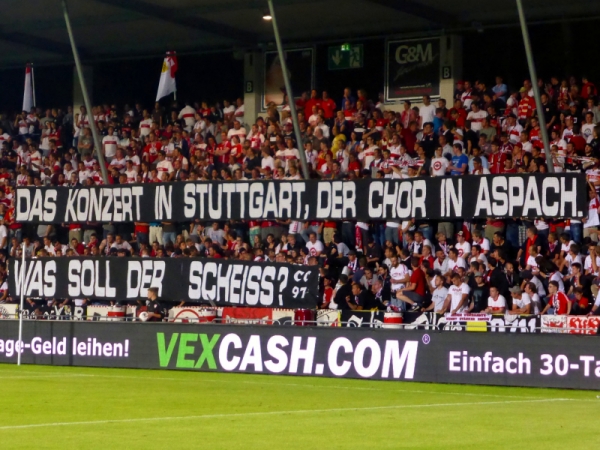 G&M
B
B
DAS KONZERT IN STUTTGART, DER CHOR IN ASPACH,
WAS SOLL DER SCHEISS? CC 97
age-Geld leihen! VEXCASH.COM® Einfach 30-Ta